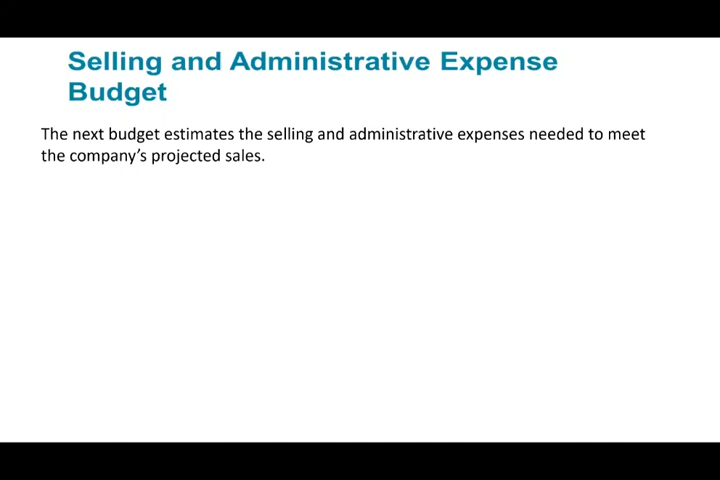 Selling and Administrative Expense
Budget
The next budget estimates the selling and administrative expenses needed to meet
the company’s projected sales.